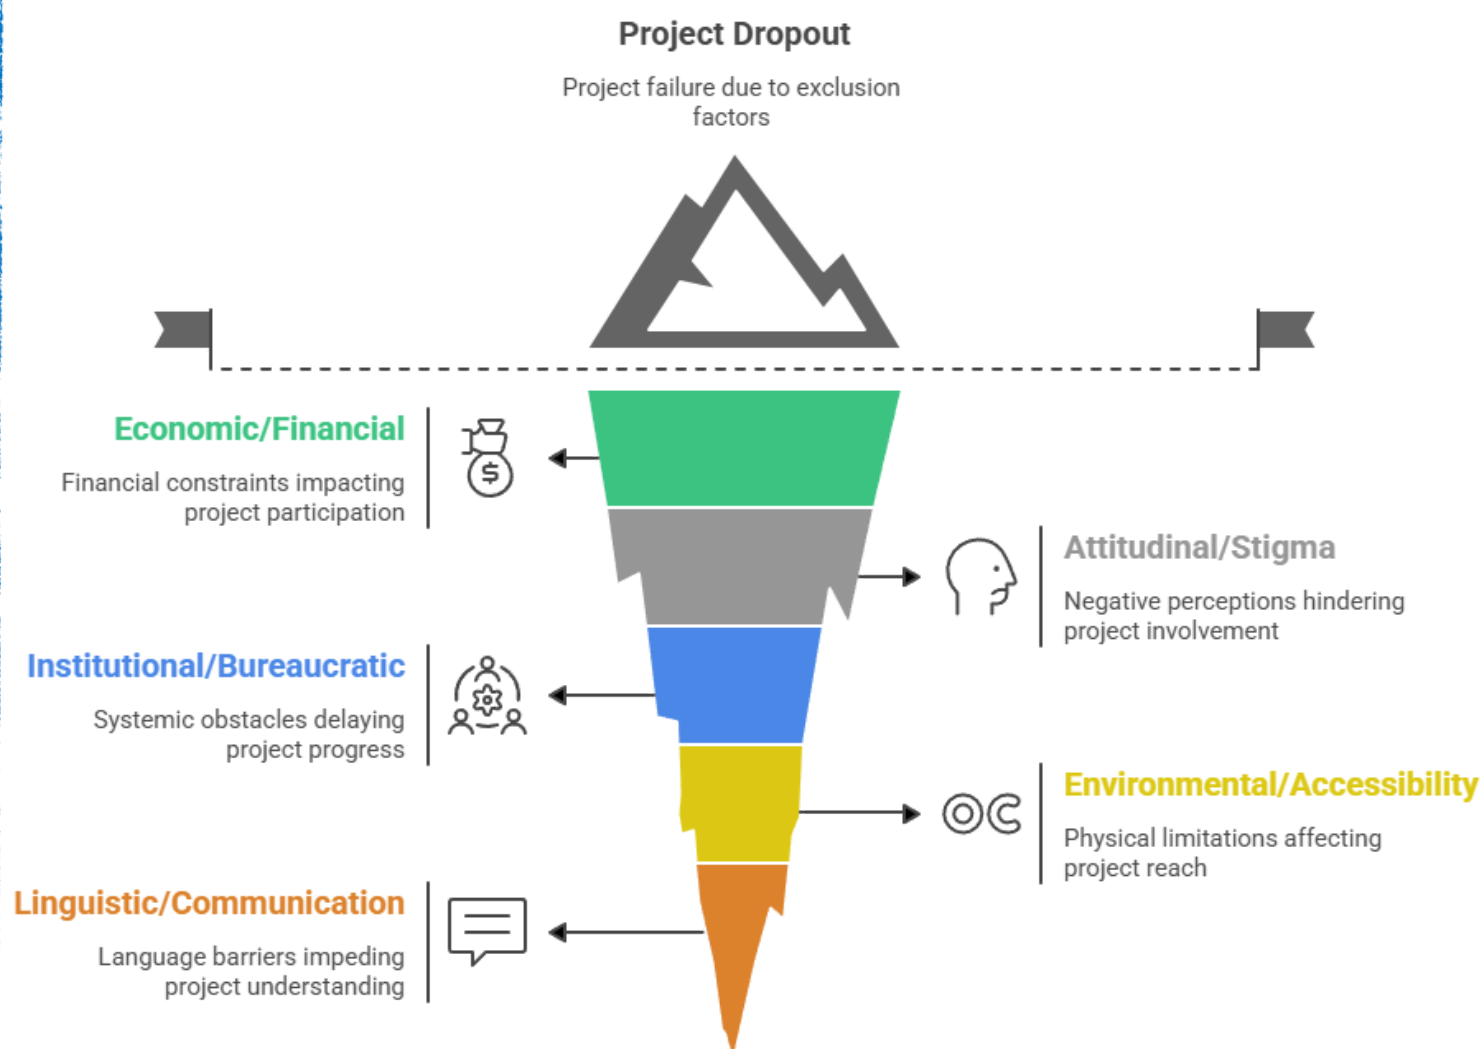 Project Dropout
Project failure due to exclusion
factors
Economic/Financial
Financial constraints impacting
project participation
$
Attitudinal/Stigma
Negative perceptions hindering
project involvement
Institutional/Bureaucratic
Systemic obstacles delaying
project progress
Environmental/Accessibility
Physical limitations affecting
project reach
Linguistic/Communication
Language barriers impeding
project understanding